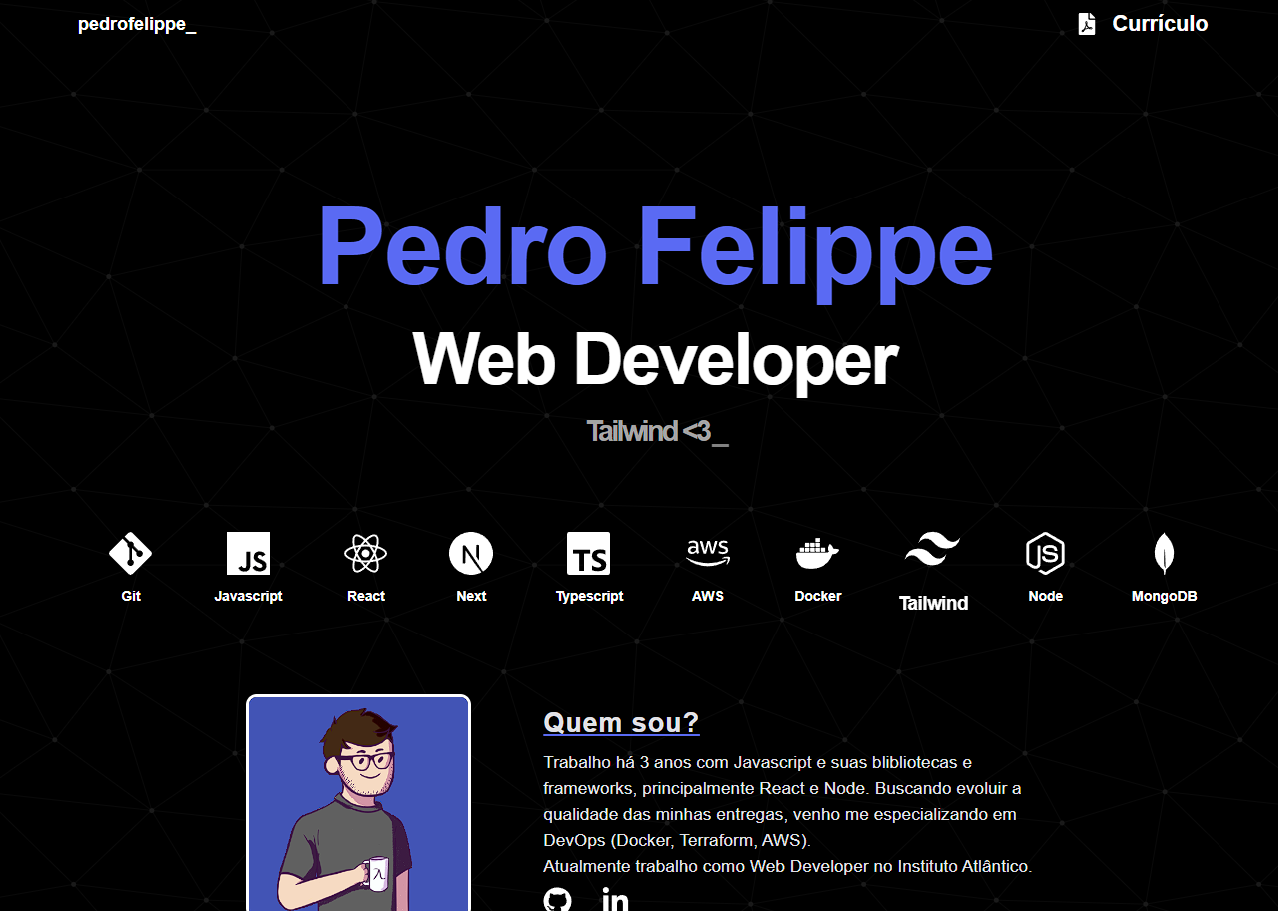 pedrofelippe_
Currículo
Pedro Felippe
Web Developer
Tailwind <3_
JS
N
TS
aws
JS
Git
Javascript
React
Next
Typescript
AWS
Docker
Tailwind
Node
MongoDB
Quem sou?
Trabalho há 3 anos com Javascript e suas blibliotecas e
frameworks, principalmente React e Node. Buscando evoluir a
qualidade das minhas entregas, venho me especializando em
DevOps (Docker, Terraform, AWS).
Atualmente trabalho como Web Developer no Instituto Atlântico.
λ
in